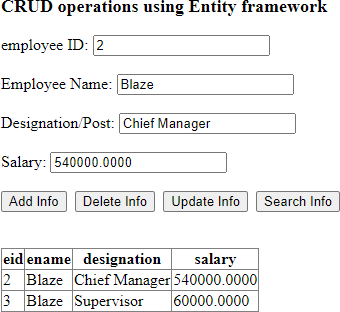 CRUD operations using Entity framework
employee ID: 2
Employee Name: Blaze
Designation/Post: Chief Manager
Salary: 540000.0000
Add Info Delete Info Update Info Search Info
eid ename designation salary
2 Blaze Chief Manager 540000.0000
3 Blaze Supervisor 60000.0000